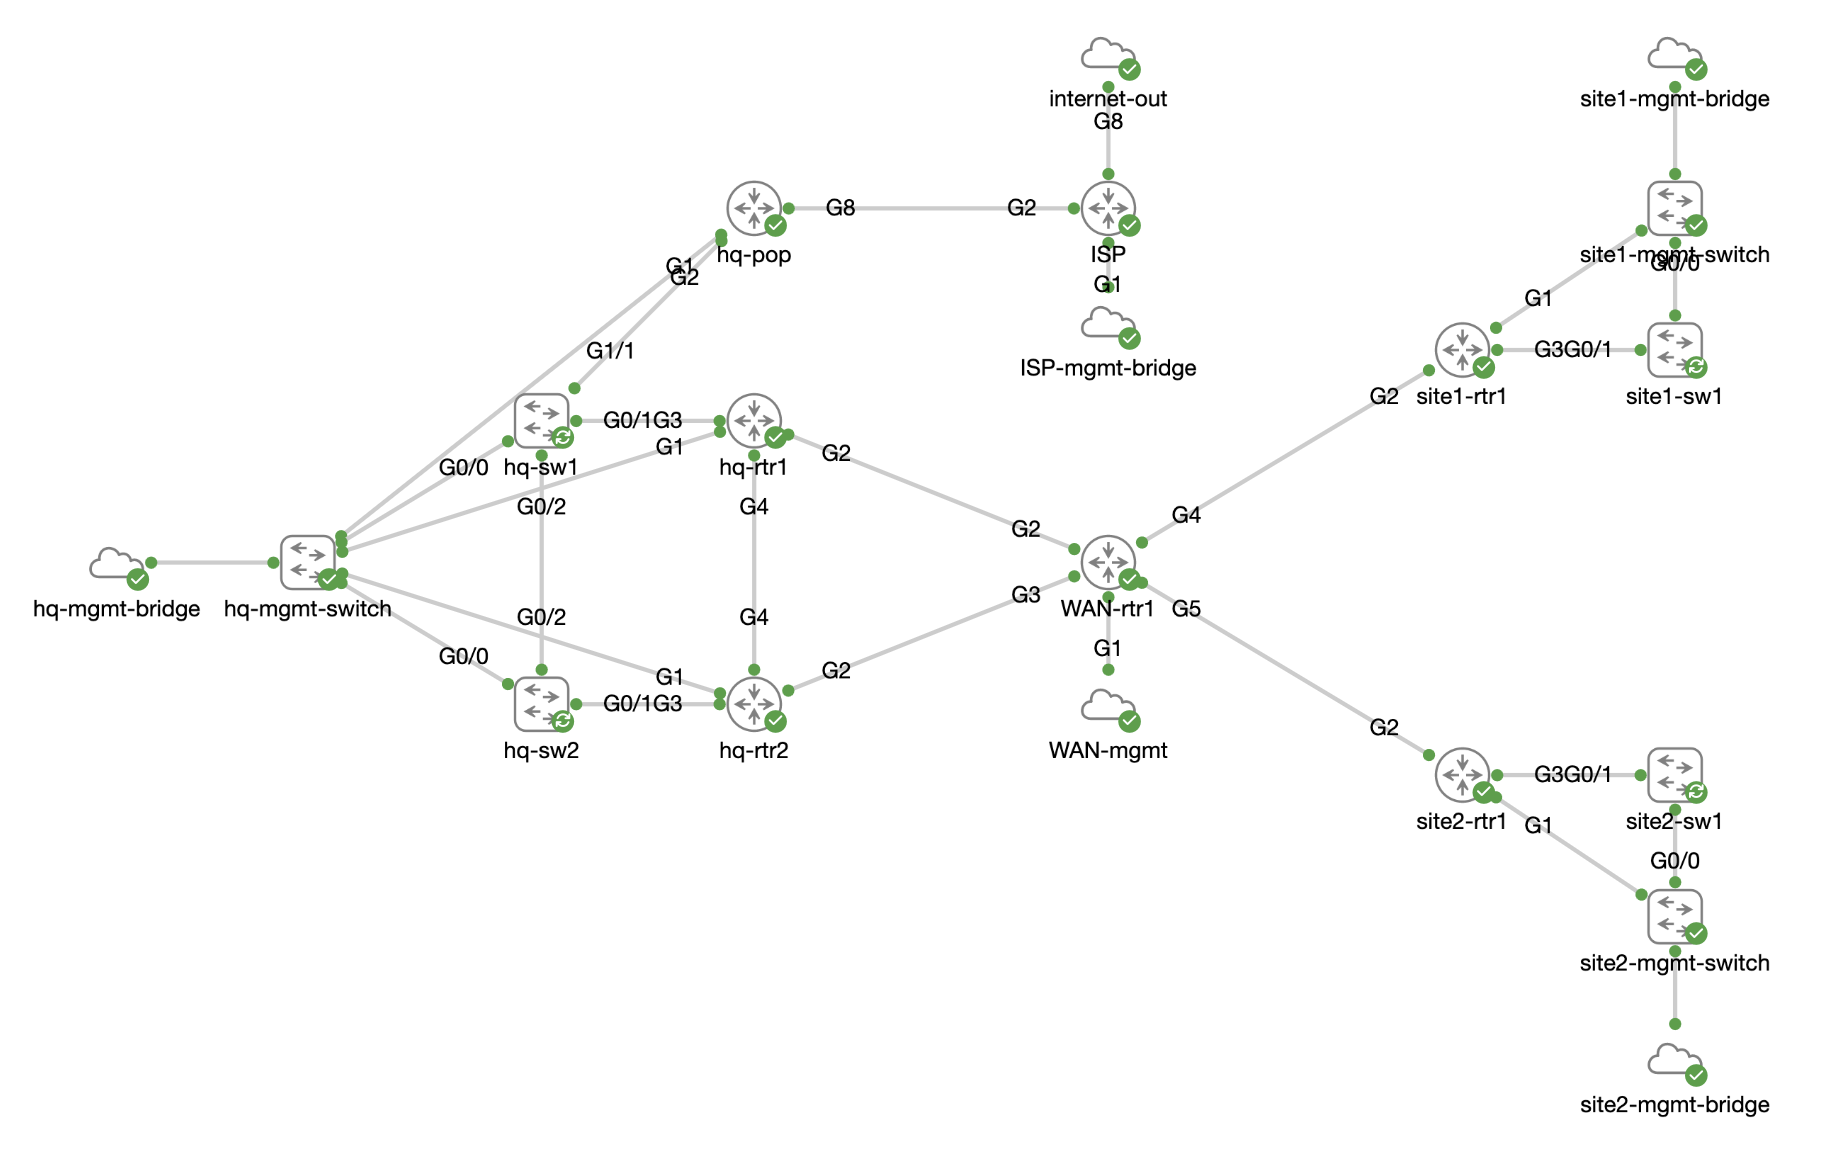 internet-out
G8
site1-mgmt-bridge
hq-pop
G8
G2
ISP
G1
ISP-mgmt-bridge
site1-mgmt-switch
G0/0
G1
G2
G1/1
G1
G3G0/1
site1-rtr1
site1-sw1
G2
G0/1G3
G1
G0/0
hq-sw1
hq-rtr1
G2
G0/2
G4
G2
G4
hq-mgmt-bridge
hq-mgmt-switch
WAN-rtr1
G5
G3
G0/2
G4
G1
G0/0
G1
G2
G0/1G3
hq-sw2
hq-rtr2
WAN-mgmt
G2
G3G0/1
site2-rtr1
site2-sw1
G1
G0/0
site2-mgmt-switch
site2-mgmt-bridge